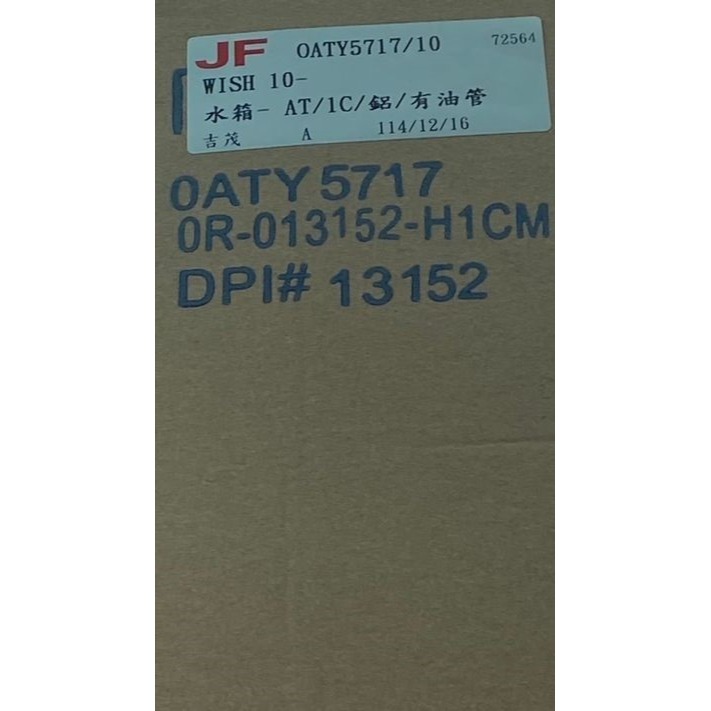 JF OATY5717/10 72564
WISH 10-
水箱- AT/1C/鋁/有油管
吉茂 A 114/12/16
0ATY 5717
0R-013152-H1CM
DPI# 13152